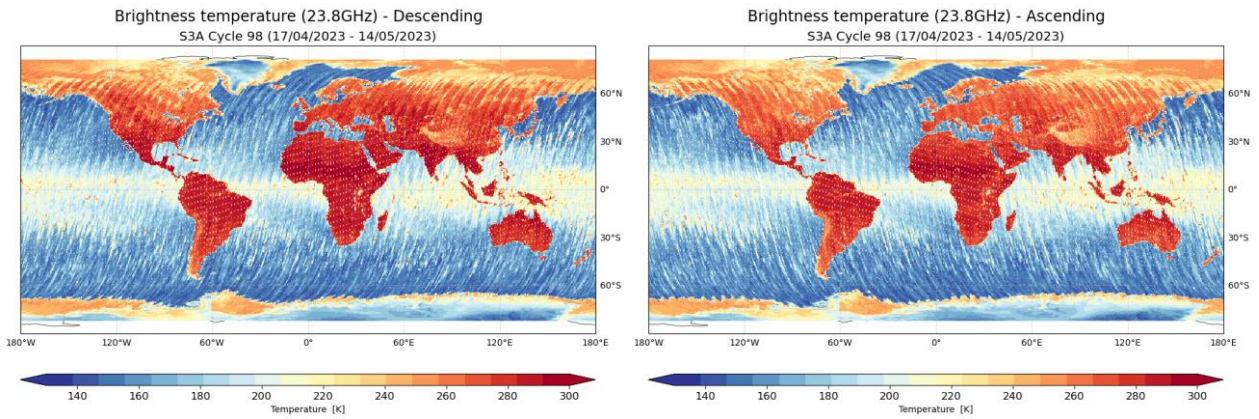 Brightness temperature (23.8GHz) - Descending
S3A Cycle 98 (17/04/2023 - 14/05/2023)
60°N
30°N
0°
30°S
60°S
180°W 120°W 60°W 0° 60°E 120°E 180°E
140 160 180 200 220 240 260 280 300
Temperature [K]
Brightness temperature (23.8GHz) - Ascending
S3A Cycle 98 (17/04/2023 - 14/05/2023)
60°N
30°N
0°
30°S
60°S
180°W 120°W 60°W 0° 60°E 120°E 180°E
140 160 180 200 220 240 260 280 300
Temperature [K]